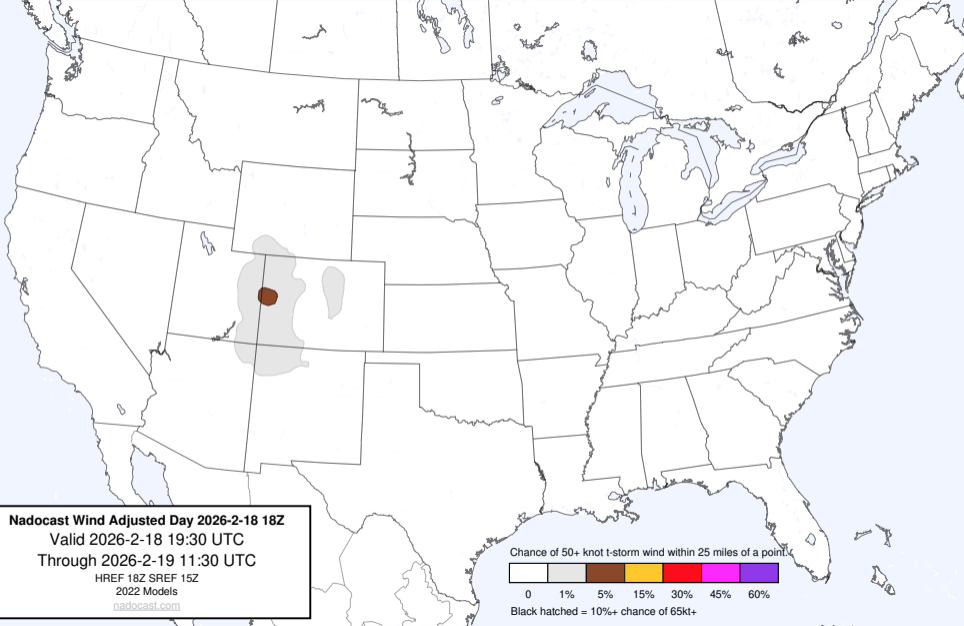 Nadocast Wind Adjusted Day 2026-2-18 18Z
Valid 2026-2-18 19:30 UTC
Through 2026-2-19 11:30 UTC
HREF 18Z SREF 15Z
2022 Models
nadocast.com
Chance of 50+ knot t-storm wind within 25 miles of a point.
0 1% 5% 15% 30% 45% 60%
Black hatched = 10%+ chance of 65kt+